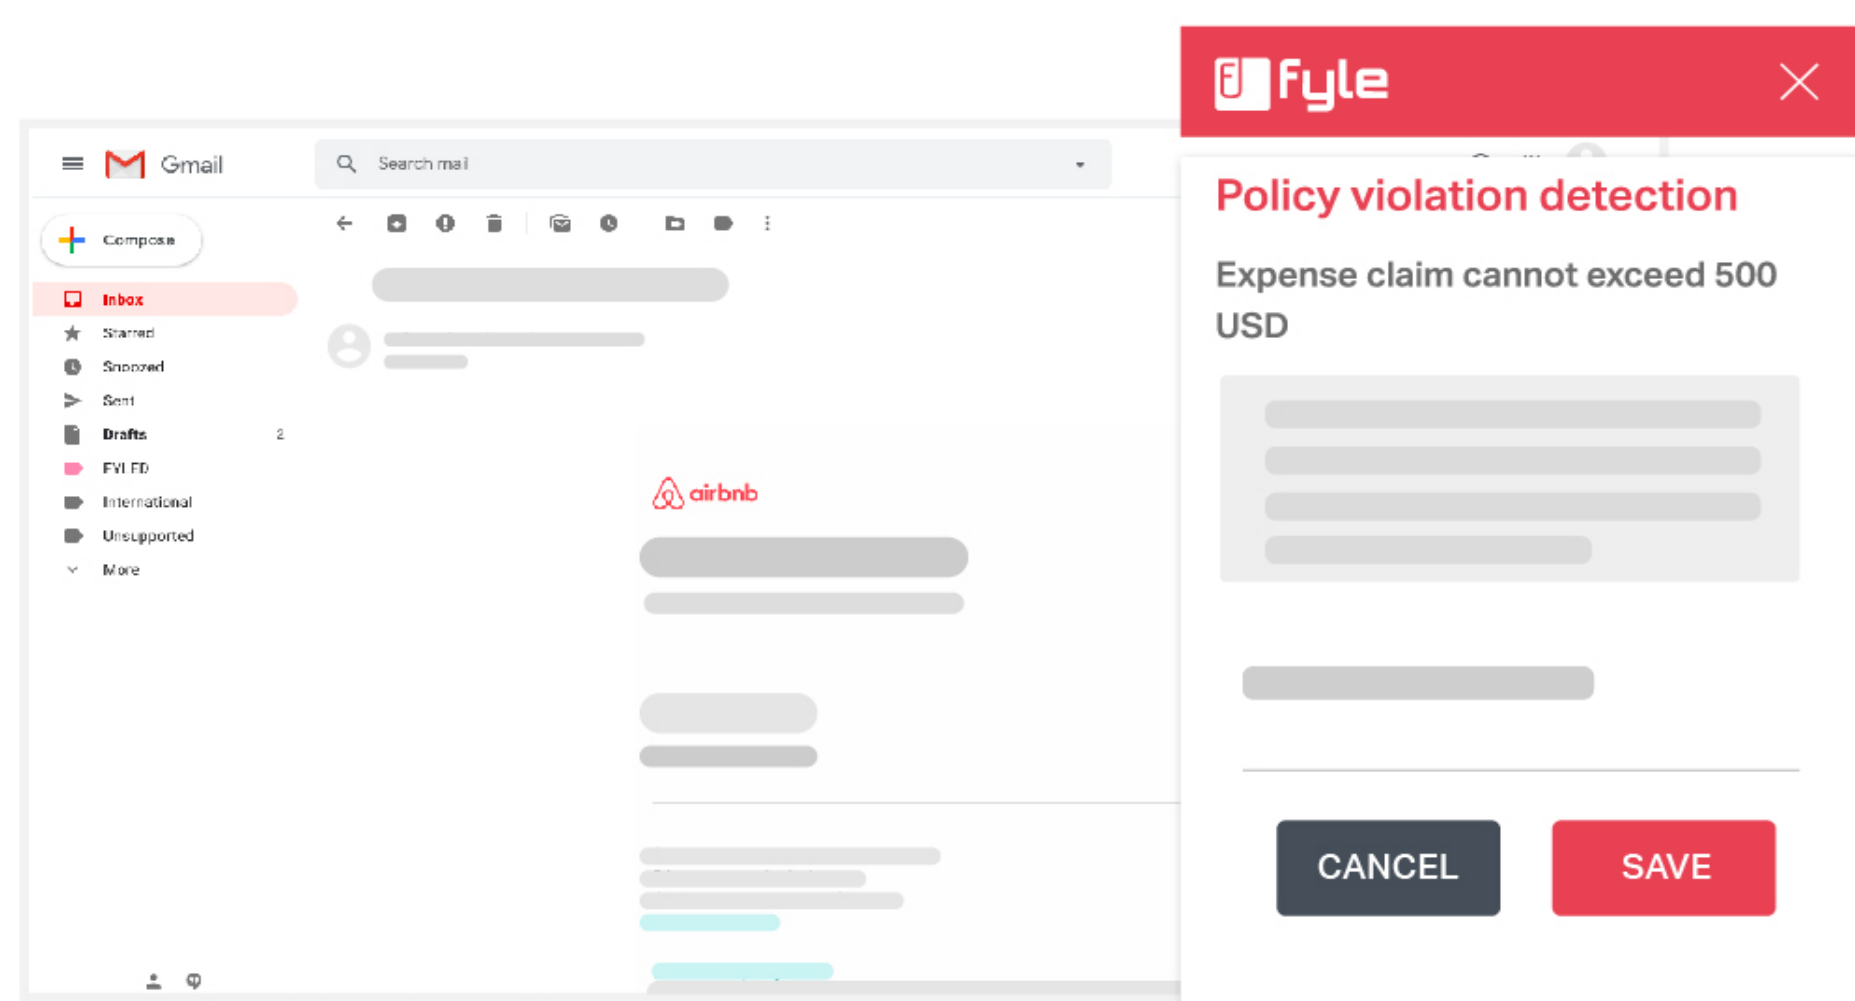 fyle
Gmail
Search mail
Policy violation detection
Expense claim cannot exceed 500
USD
Compose
Inbox
Starred
Snoozed
Sent
Drafts 2
FYLED
International
Unsupported
More
airbnb
CANCEL
SAVE